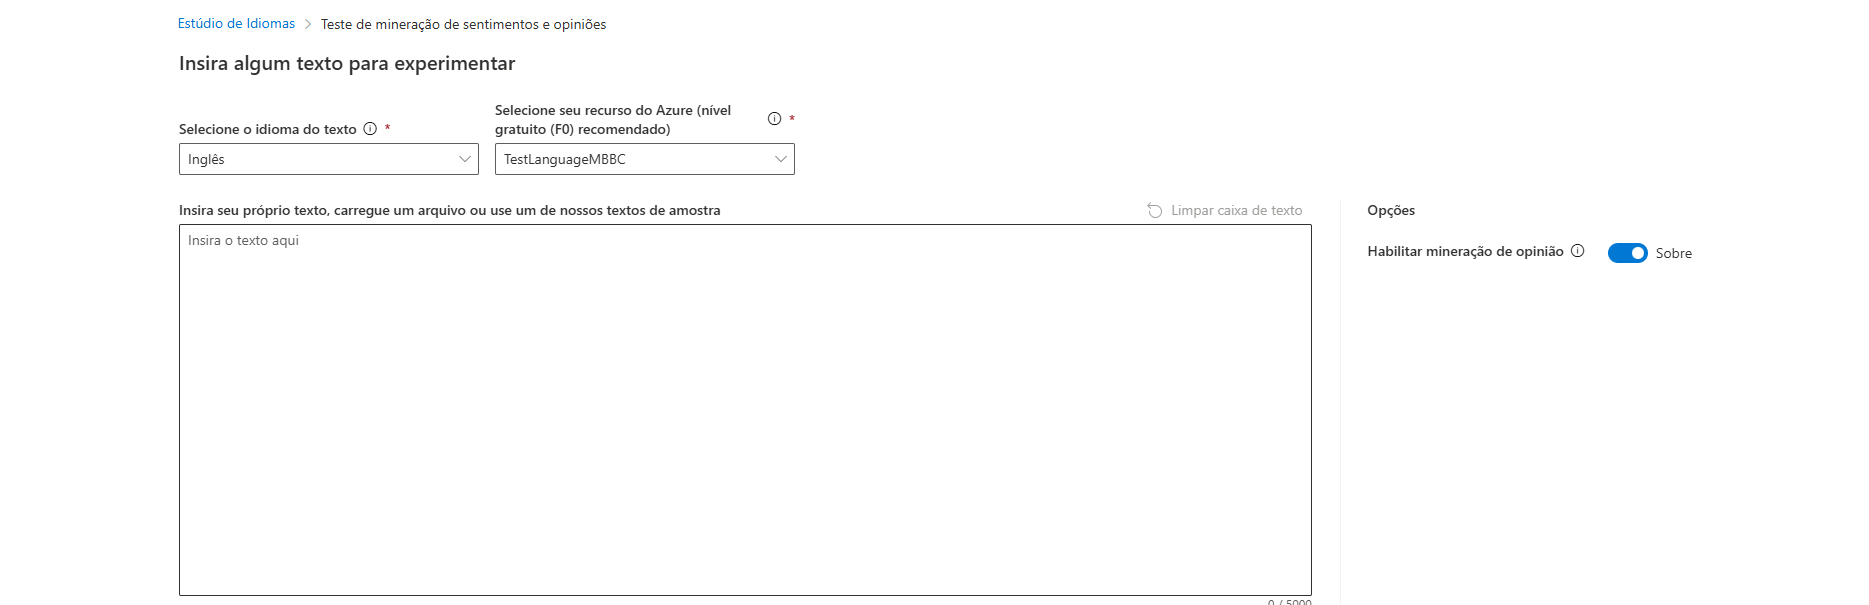 Estúdio de Idiomas > Teste de mineração de sentimentos e opiniões
Insira algum texto para experimentar
Selecione seu recurso do Azure (nível
gratuito (F0) recomendado) *
Selecione o idioma do texto *
Inglês
TestLanguageMBBC
Insira seu próprio texto, carregue um arquivo ou use um de nossos textos de amostra
Limpar caixa de texto
Insira o texto aqui
0 / 5000
Opções
Habilitar mineração de opinião
Sobre